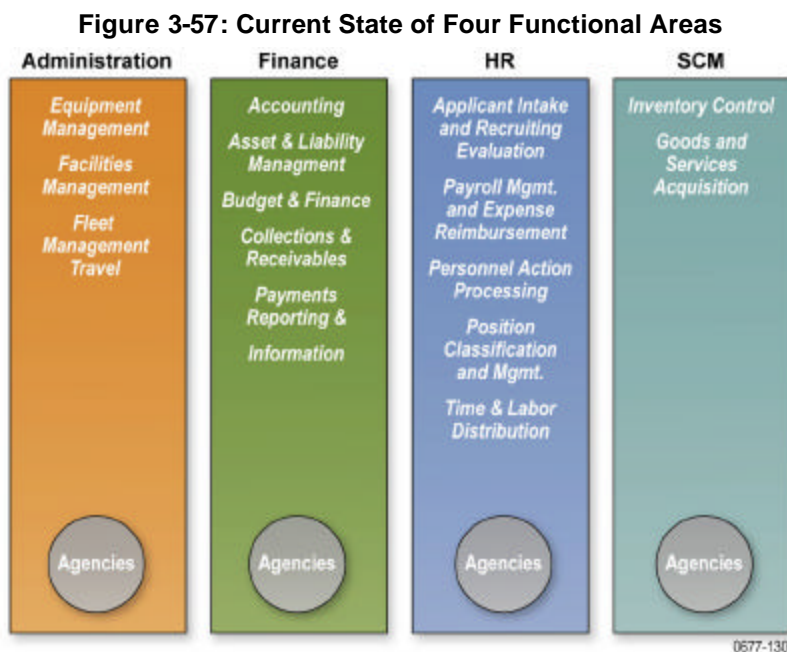 Figure 3-57: Current State of Four Functional Areas
Administration
Equipment
Management
Facilities
Management
Fleet
Management
Travel
Agencies
Finance
Accounting
Asset & Liability
Managment
Budget & Finance
Collections &
Receivables
Payments
Reporting &
Information
Agencies
HR
Applicant Intake
and Recruiting
Evaluation
Payroll Mgmt.
and Expense
Reimbursement
Personnel Action
Processing
Position
Classification
and Mgmt.
Time & Labor
Distribution
Agencies
SCM
Inventory Control
Goods and
Services
Acquisition
Agencies
0677-130